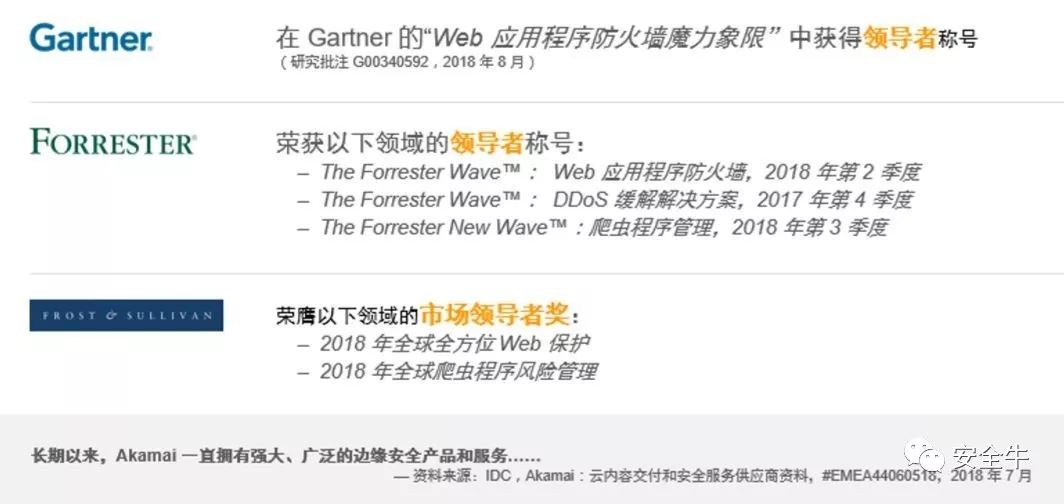 Gartner®
在 Gartner 的“Web 应用程序防火墙魔力象限”中获得领导者称号
（研究批注 G00340592，2018 年 8 月）
FORRESTER®
荣获以下领域的领导者称号：
– The Forrester Wave™： Web 应用程序防火墙，2018 年第 2 季度
– The Forrester Wave™： DDoS 缓解解决方案，2017 年第 4 季度
– The Forrester New Wave™：爬虫程序管理，2018 年第 3 季度
FROST & SULLIVAN
荣膺以下领域的市场领导者奖：
– 2018 年全球全方位 Web 保护
– 2018 年全球爬虫程序风险管理
长期以来，Akamai 一直拥有强大、广泛的边缘安全产品和服务……
— 资料来源：IDC，Akamai：云内容交付和安全服务供应商资料，#EMEA44060518，2018 年 7 月
安全牛